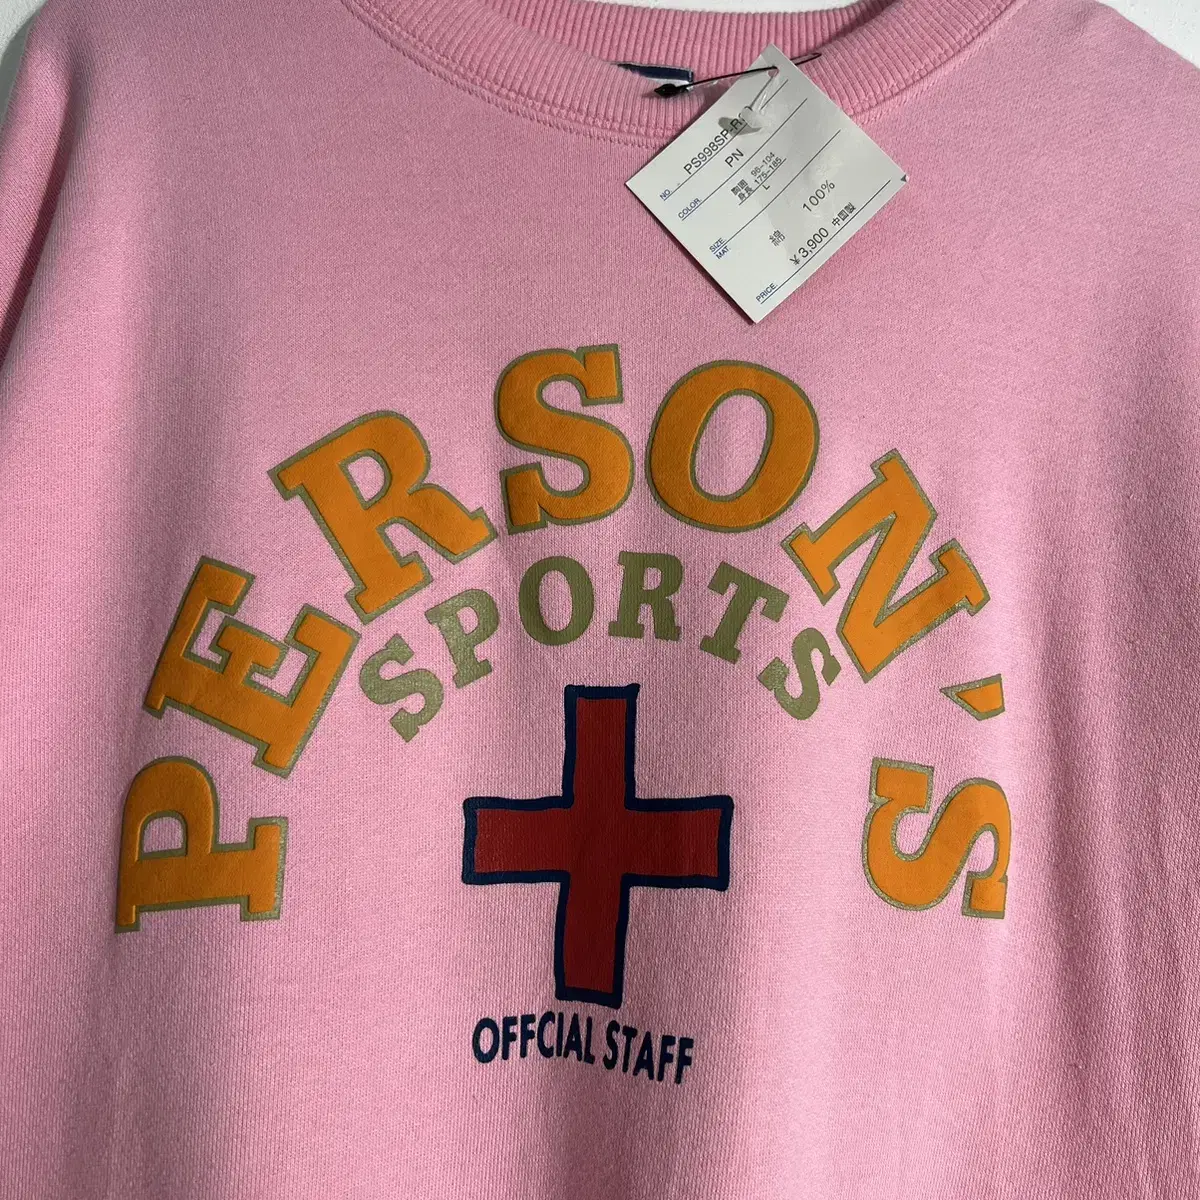 NO. PS998SP-R
COLOR. PN
SIZE 胸囲 96-104
身長 175-185
L
MAT 綿 100%
PRICE. ¥3,900 中国製
PERSON'S
SPORTS
OFFCIAL STAFF